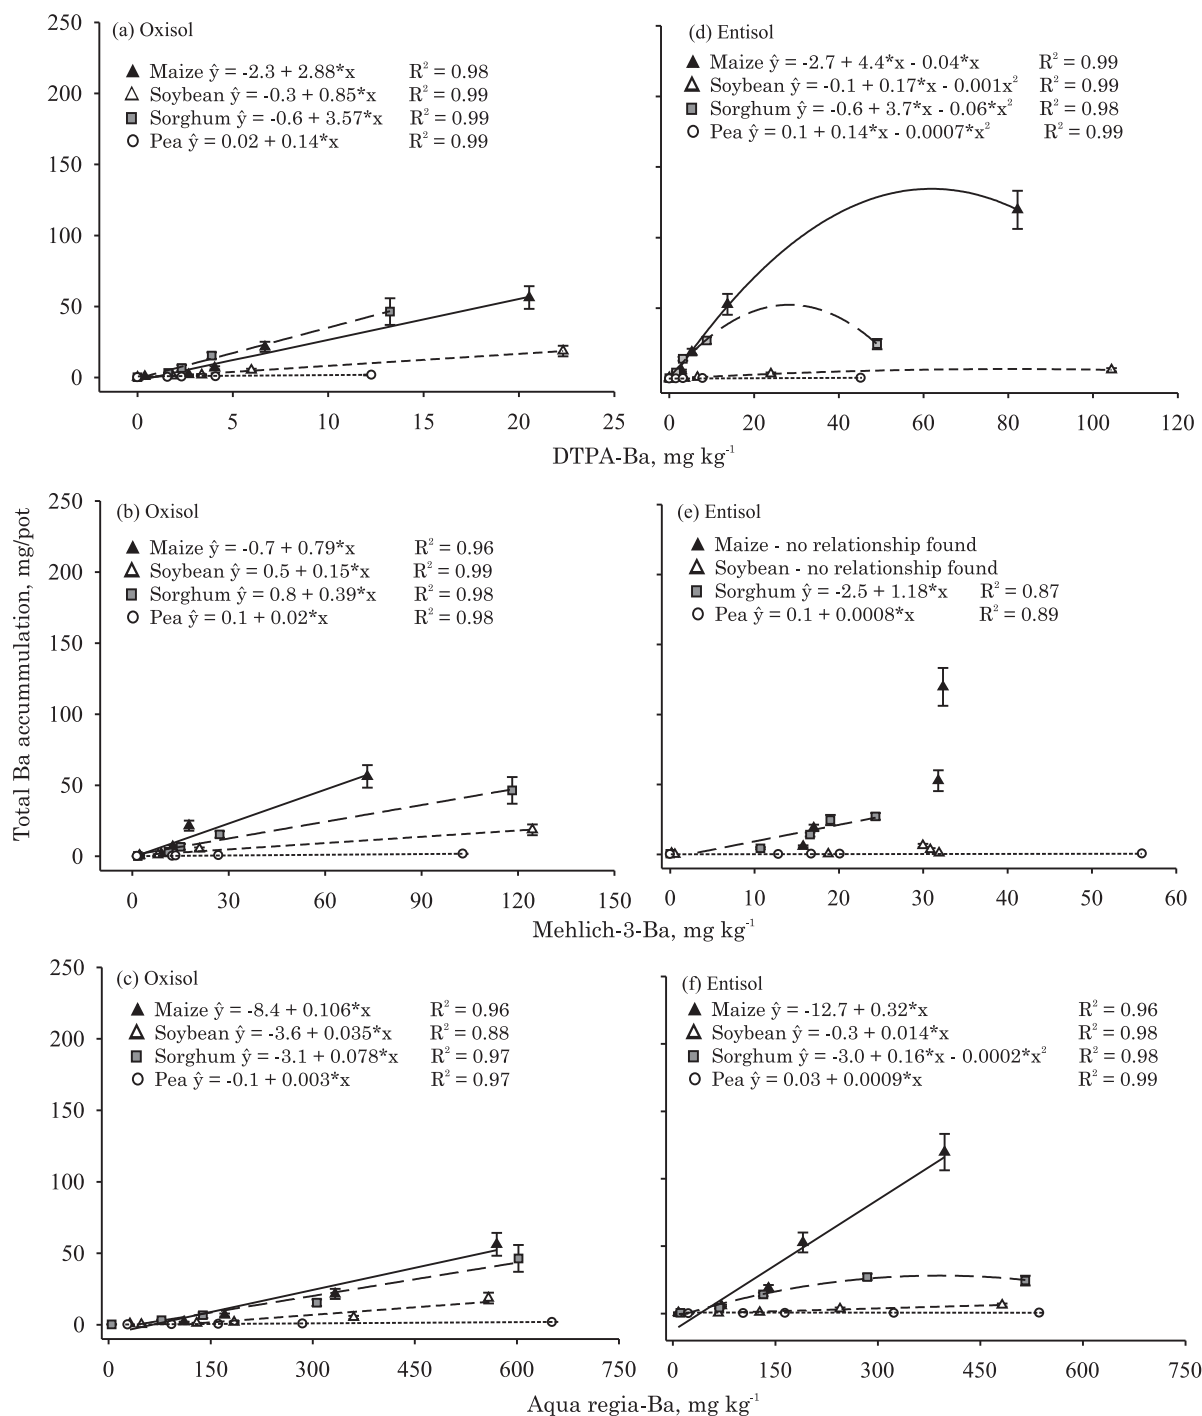 Total Ba accummulation, mg/pot
250
200
150
100
50
0
(a) Oxisol
Maize ŷ = -2.3 + 2.88*x R² = 0.98
Soybean ŷ = -0.3 + 0.85*x R² = 0.99
Sorghum ŷ = -0.6 + 3.57*x R² = 0.99
Pea ŷ = 0.02 + 0.14*x R² = 0.99
0 5 10 15 20 25
(d) Entisol
Maize ŷ = -2.7 + 4.4*x - 0.04*x R² = 0.99
Soybean ŷ = -0.1 + 0.17*x - 0.001x² R² = 0.99
Sorghum ŷ = -0.6 + 3.7*x - 0.06*x² R² = 0.98
Pea ŷ = 0.1 + 0.14*x - 0.0007*x² R² = 0.99
0 20 40 60 80 100 120
DTPA-Ba, mg kg⁻¹
250
200
150
100
50
0
(b) Oxisol
Maize ŷ = -0.7 + 0.79*x R² = 0.96
Soybean ŷ = 0.5 + 0.15*x R² = 0.99
Sorghum ŷ = 0.8 + 0.39*x R² = 0.98
Pea ŷ = 0.1 + 0.02*x R² = 0.98
0 30 60 90 120 150
(e) Entisol
Maize - no relationship found
Soybean - no relationship found
Sorghum ŷ = -2.5 + 1.18*x R² = 0.87
Pea ŷ = 0.1 + 0.0008*x R² = 0.89
0 10 20 30 40 50 60
Mehlich-3-Ba, mg kg⁻¹
250
200
150
100
50
0
(c) Oxisol
Maize ŷ = -8.4 + 0.106*x R² = 0.96
Soybean ŷ = -3.6 + 0.035*x R² = 0.88
Sorghum ŷ = -3.1 + 0.078*x R² = 0.97
Pea ŷ = -0.1 + 0.003*x R² = 0.97
0 150 300 450 600 750
(f) Entisol
Maize ŷ = -12.7 + 0.32*x R² = 0.96
Soybean ŷ = -0.3 + 0.014*x R² = 0.98
Sorghum ŷ = -3.0 + 0.16*x - 0.0002*x² R² = 0.98
Pea ŷ = 0.03 + 0.0009*x R² = 0.99
0 150 300 450 600 750
Aqua regia-Ba, mg kg⁻¹